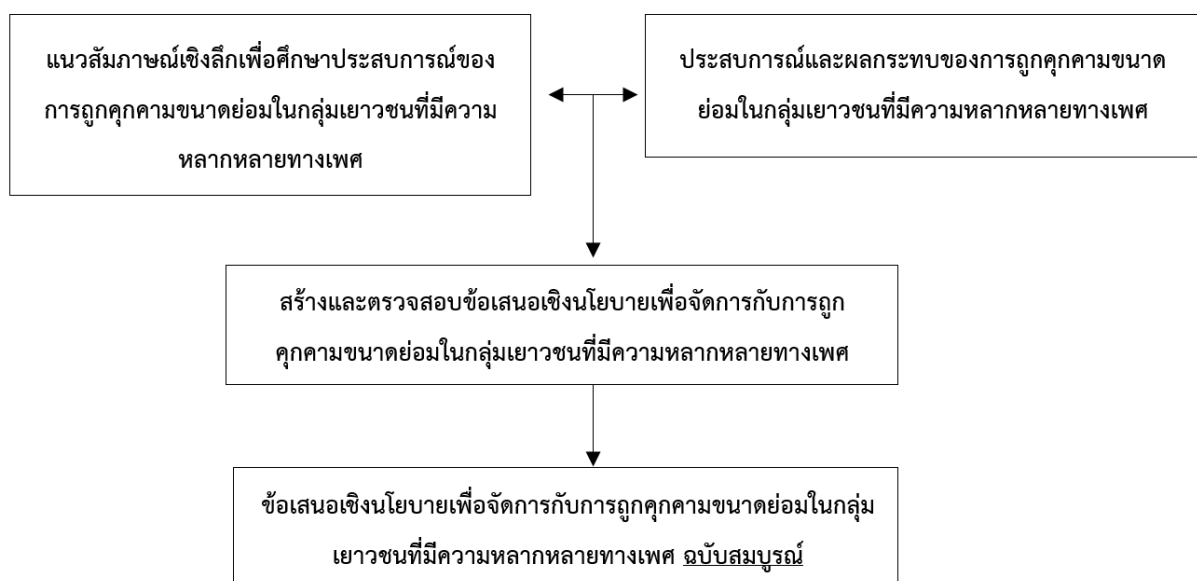 แนวสัมภาษณ์เชิงลึกเพื่อศึกษาประสบการณ์ของ
การถูกคุกคามขนาดย่อมในกลุ่มเยาวชนที่มีความ
หลากหลายทางเพศ
ประสบการณ์และผลกระทบของการถูกคุกคามขนาด
ย่อมในกลุ่มเยาวชนที่มีความหลากหลายทางเพศ
สร้างและตรวจสอบข้อเสนอเชิงนโยบายเพื่อจัดการกับการถูก
คุกคามขนาดย่อมในกลุ่มเยาวชนที่มีความหลากหลายทางเพศ
ข้อเสนอเชิงนโยบายเพื่อจัดการกับการถูกคุกคามขนาดย่อมในกลุ่ม
เยาวชนที่มีความหลากหลายทางเพศ ฉบับสมบูรณ์